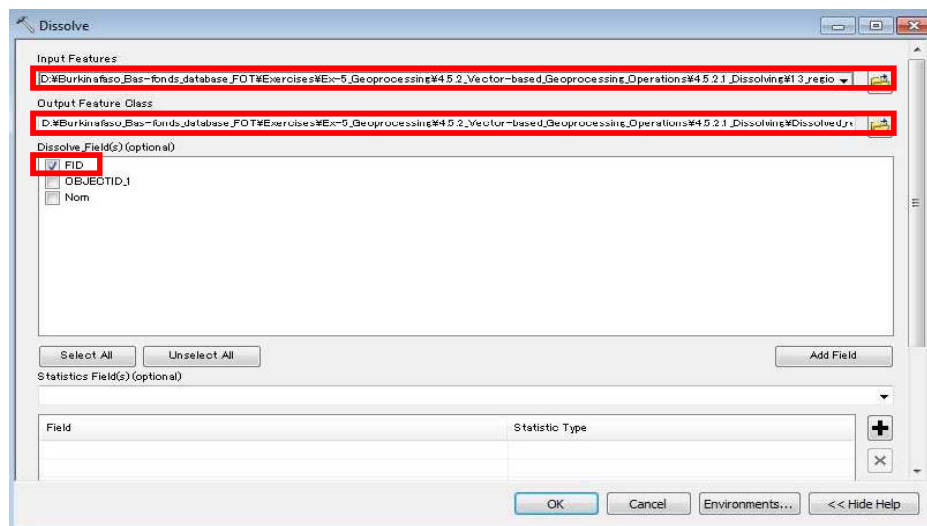 Dissolve
Input Features
D:¥Burkinafaso_Bas-fonds_database_FOT¥Exercises¥Ex-5_Geoprocessing¥4.5.2_Vector-based_Geoprocessing_Operations¥4.5.2.1_Dissolving¥13_regio
Output Feature Class
D:¥Burkinafaso_Bas-fonds_database_FOT¥Exercises¥Ex-5_Geoprocessing¥4.5.2_Vector-based_Geoprocessing_Operations¥4.5.2.1_Dissolving¥Dissolved_re
Dissolve_Field(s) (optional)
FID
OBJECTID_1
Nom
Select All Unselect All Add Field
Statistics Field(s) (optional)
Field Statistic Type
OK Cancel Environments... << Hide Help